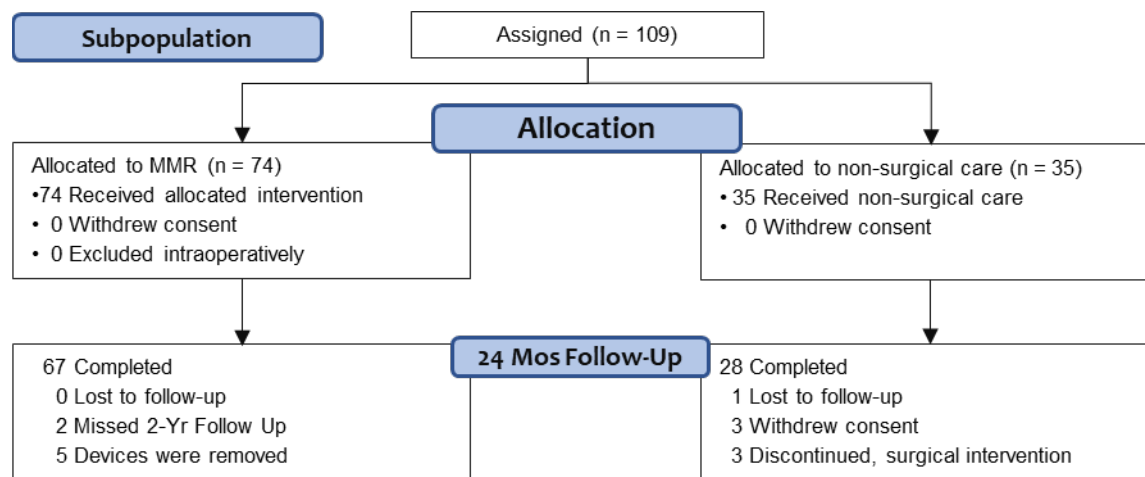 Subpopulation
Assigned (n = 109)
Allocation
Allocated to MMR (n = 74)
•74 Received allocated intervention
• 0 Withdrew consent
• 0 Excluded intraoperatively
Allocated to non-surgical care (n = 35)
• 35 Received non-surgical care
• 0 Withdrew consent
24 Mos Follow-Up
67 Completed
0 Lost to follow-up
2 Missed 2-Yr Follow Up
5 Devices were removed
28 Completed
1 Lost to follow-up
3 Withdrew consent
3 Discontinued, surgical intervention